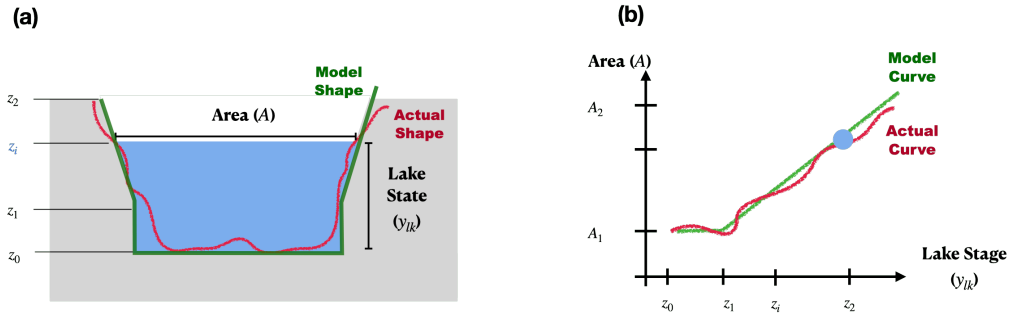 (a)
Model
Shape
z2
Area (A)
Actual
Shape
zi
Lake
State
(ylk)
z1
z0
(b)
Area (A)
Model
Curve
A2
Actual
Curve
A1
Lake Stage
(ylk)
z0 z1 zi z2